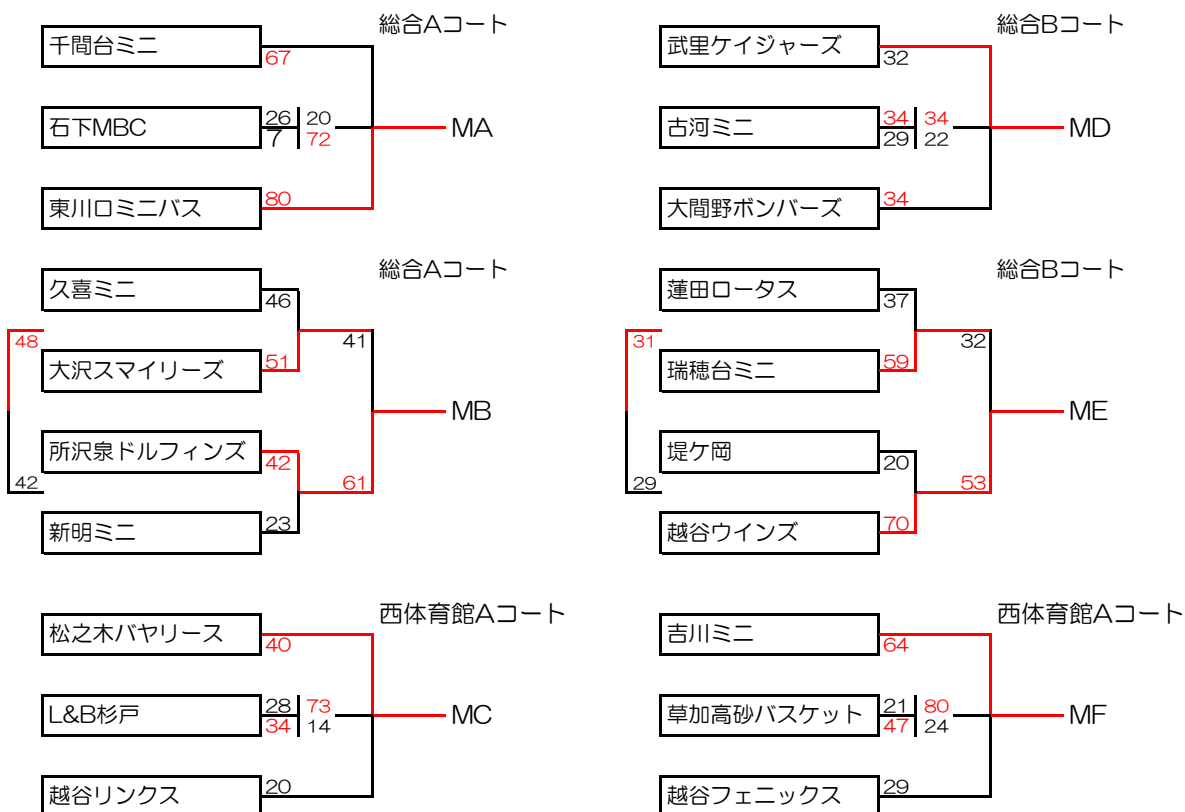 総合Aコート
千間台ミニ
67
石下MBC
26 20
7 72
MA
東川口ミニバス
80
総合Bコート
武里ケイジャーズ
32
古河ミニ
34 34
29 22
MD
大間野ボンバーズ
34
総合Aコート
久喜ミニ
46
48
41
大沢スマイリーズ
51
MB
所沢泉ドルフィンズ
42
42
61
新明ミニ
23
総合Bコート
蓮田ロータス
37
31
32
瑞穂台ミニ
59
ME
堤ケ岡
20
29
53
越谷ウインズ
70
西体育館Aコート
松之木バヤリース
40
L&B杉戸
28 73
34 14
MC
越谷リンクス
20
西体育館Aコート
吉川ミニ
64
草加高砂バスケット
21 80
47 24
MF
越谷フェニックス
29